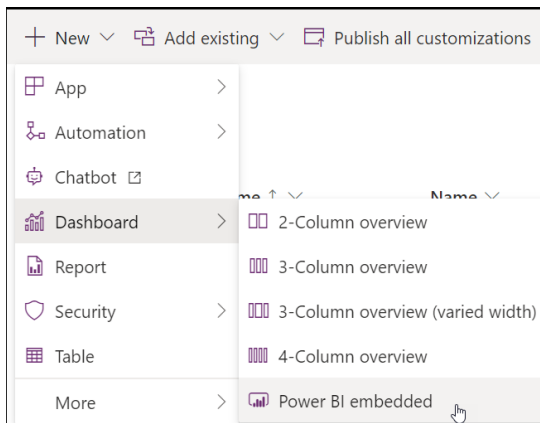 New Add existing Publish all customizations
App
Automation
Chatbot
me Name
Dashboard
2-Column overview
Report
3-Column overview
Security
3-Column overview (varied width)
Table
4-Column overview
More
Power BI embedded